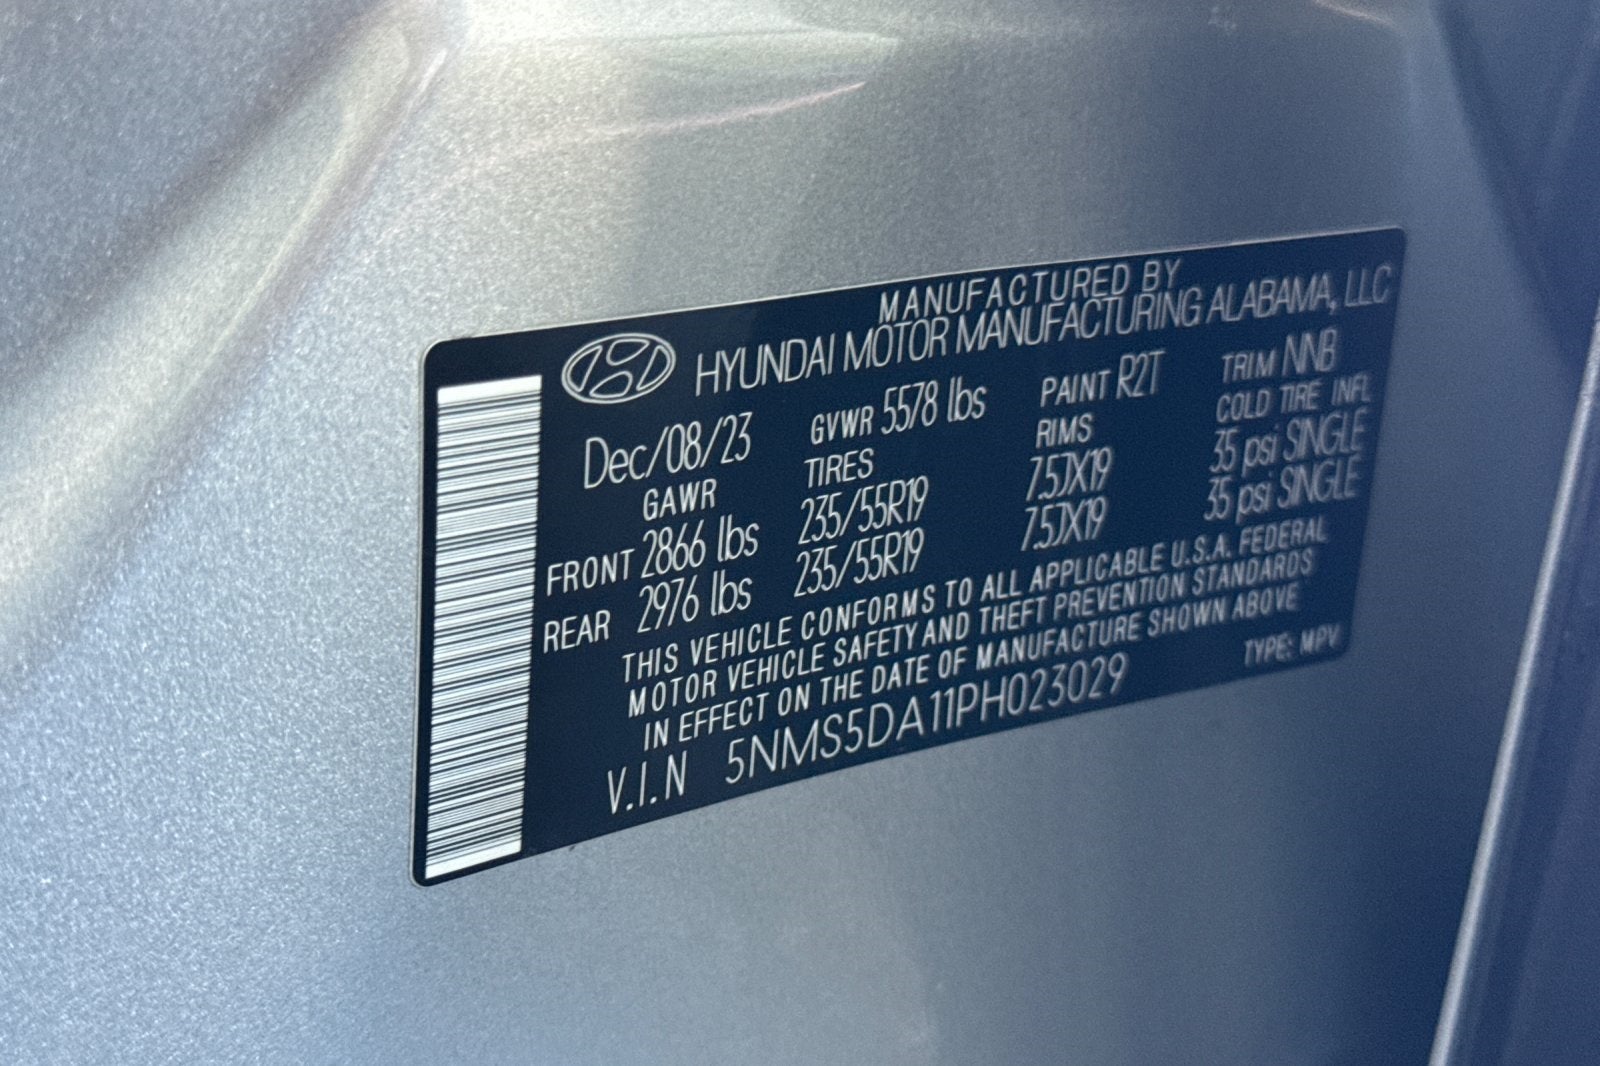 MANUFACTURED BY
HYUNDAI MOTOR MANUFACTURING ALABAMA, LLC
Dec/08/23 GVWR 5578 lbs PAINT R2T TRIM NNB
GAWR TIRES RIMS COLD TIRE INFL
FRONT 2866 lbs 235/55R19 7.5JX19 35 psi SINGLE
REAR 2976 lbs 235/55R19 7.5JX19 35 psi SINGLE
THIS VEHICLE CONFORMS TO ALL APPLICABLE U.S.A. FEDERAL
MOTOR VEHICLE SAFETY AND THEFT PREVENTION STANDARDS
IN EFFECT ON THE DATE OF MANUFACTURE SHOWN ABOVE
V.I.N 5NMS5DA11PH023029 TYPE: MPV